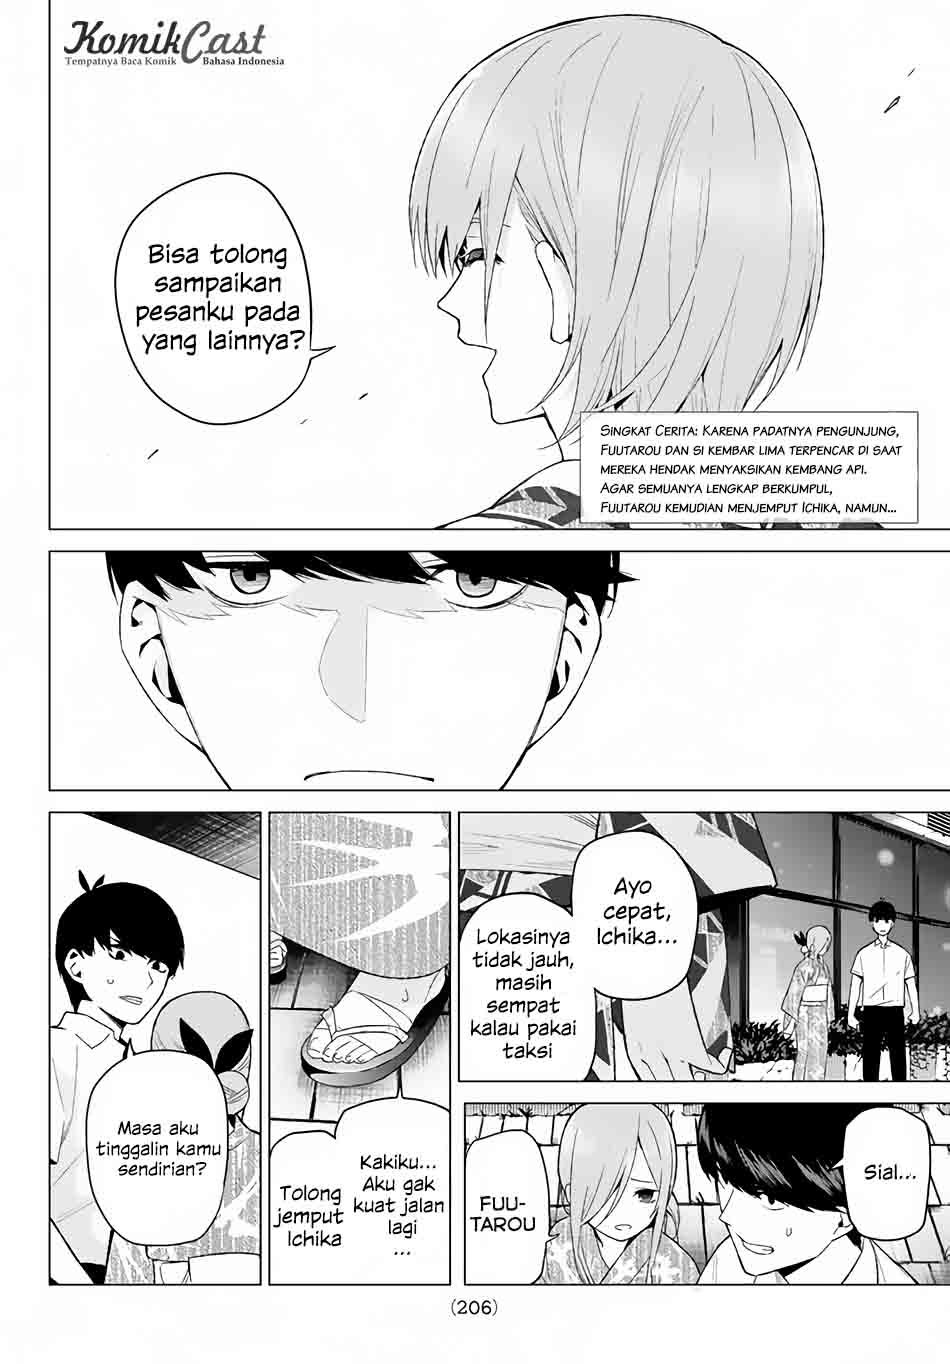 KomikCast
Tempatnya Baca Komik Bahasa Indonesia
Bisa tolong
sampaikan
pesanku pada
yang lainnya?
Singkat Cerita: Karena padatnya pengunjung,
Fuutarou dan si kembar lima terpencar di saat
mereka hendak menyaksikan kembang api.
Agar semuanya lengkap berkumpul,
Fuutarou kemudian menjemput Ichika, namun...
Ayo
cepat,
Ichika...
Lokasinya
tidak jauh,
masih
sempat
kalau pakai
taksi
Sial...
FUU-
TAROU
Kakiku...
Aku gak
kuat jalan
lagi
...
Tolong
jemput
Ichika
Masa aku
tinggalin kamu
sendirian?
(206)